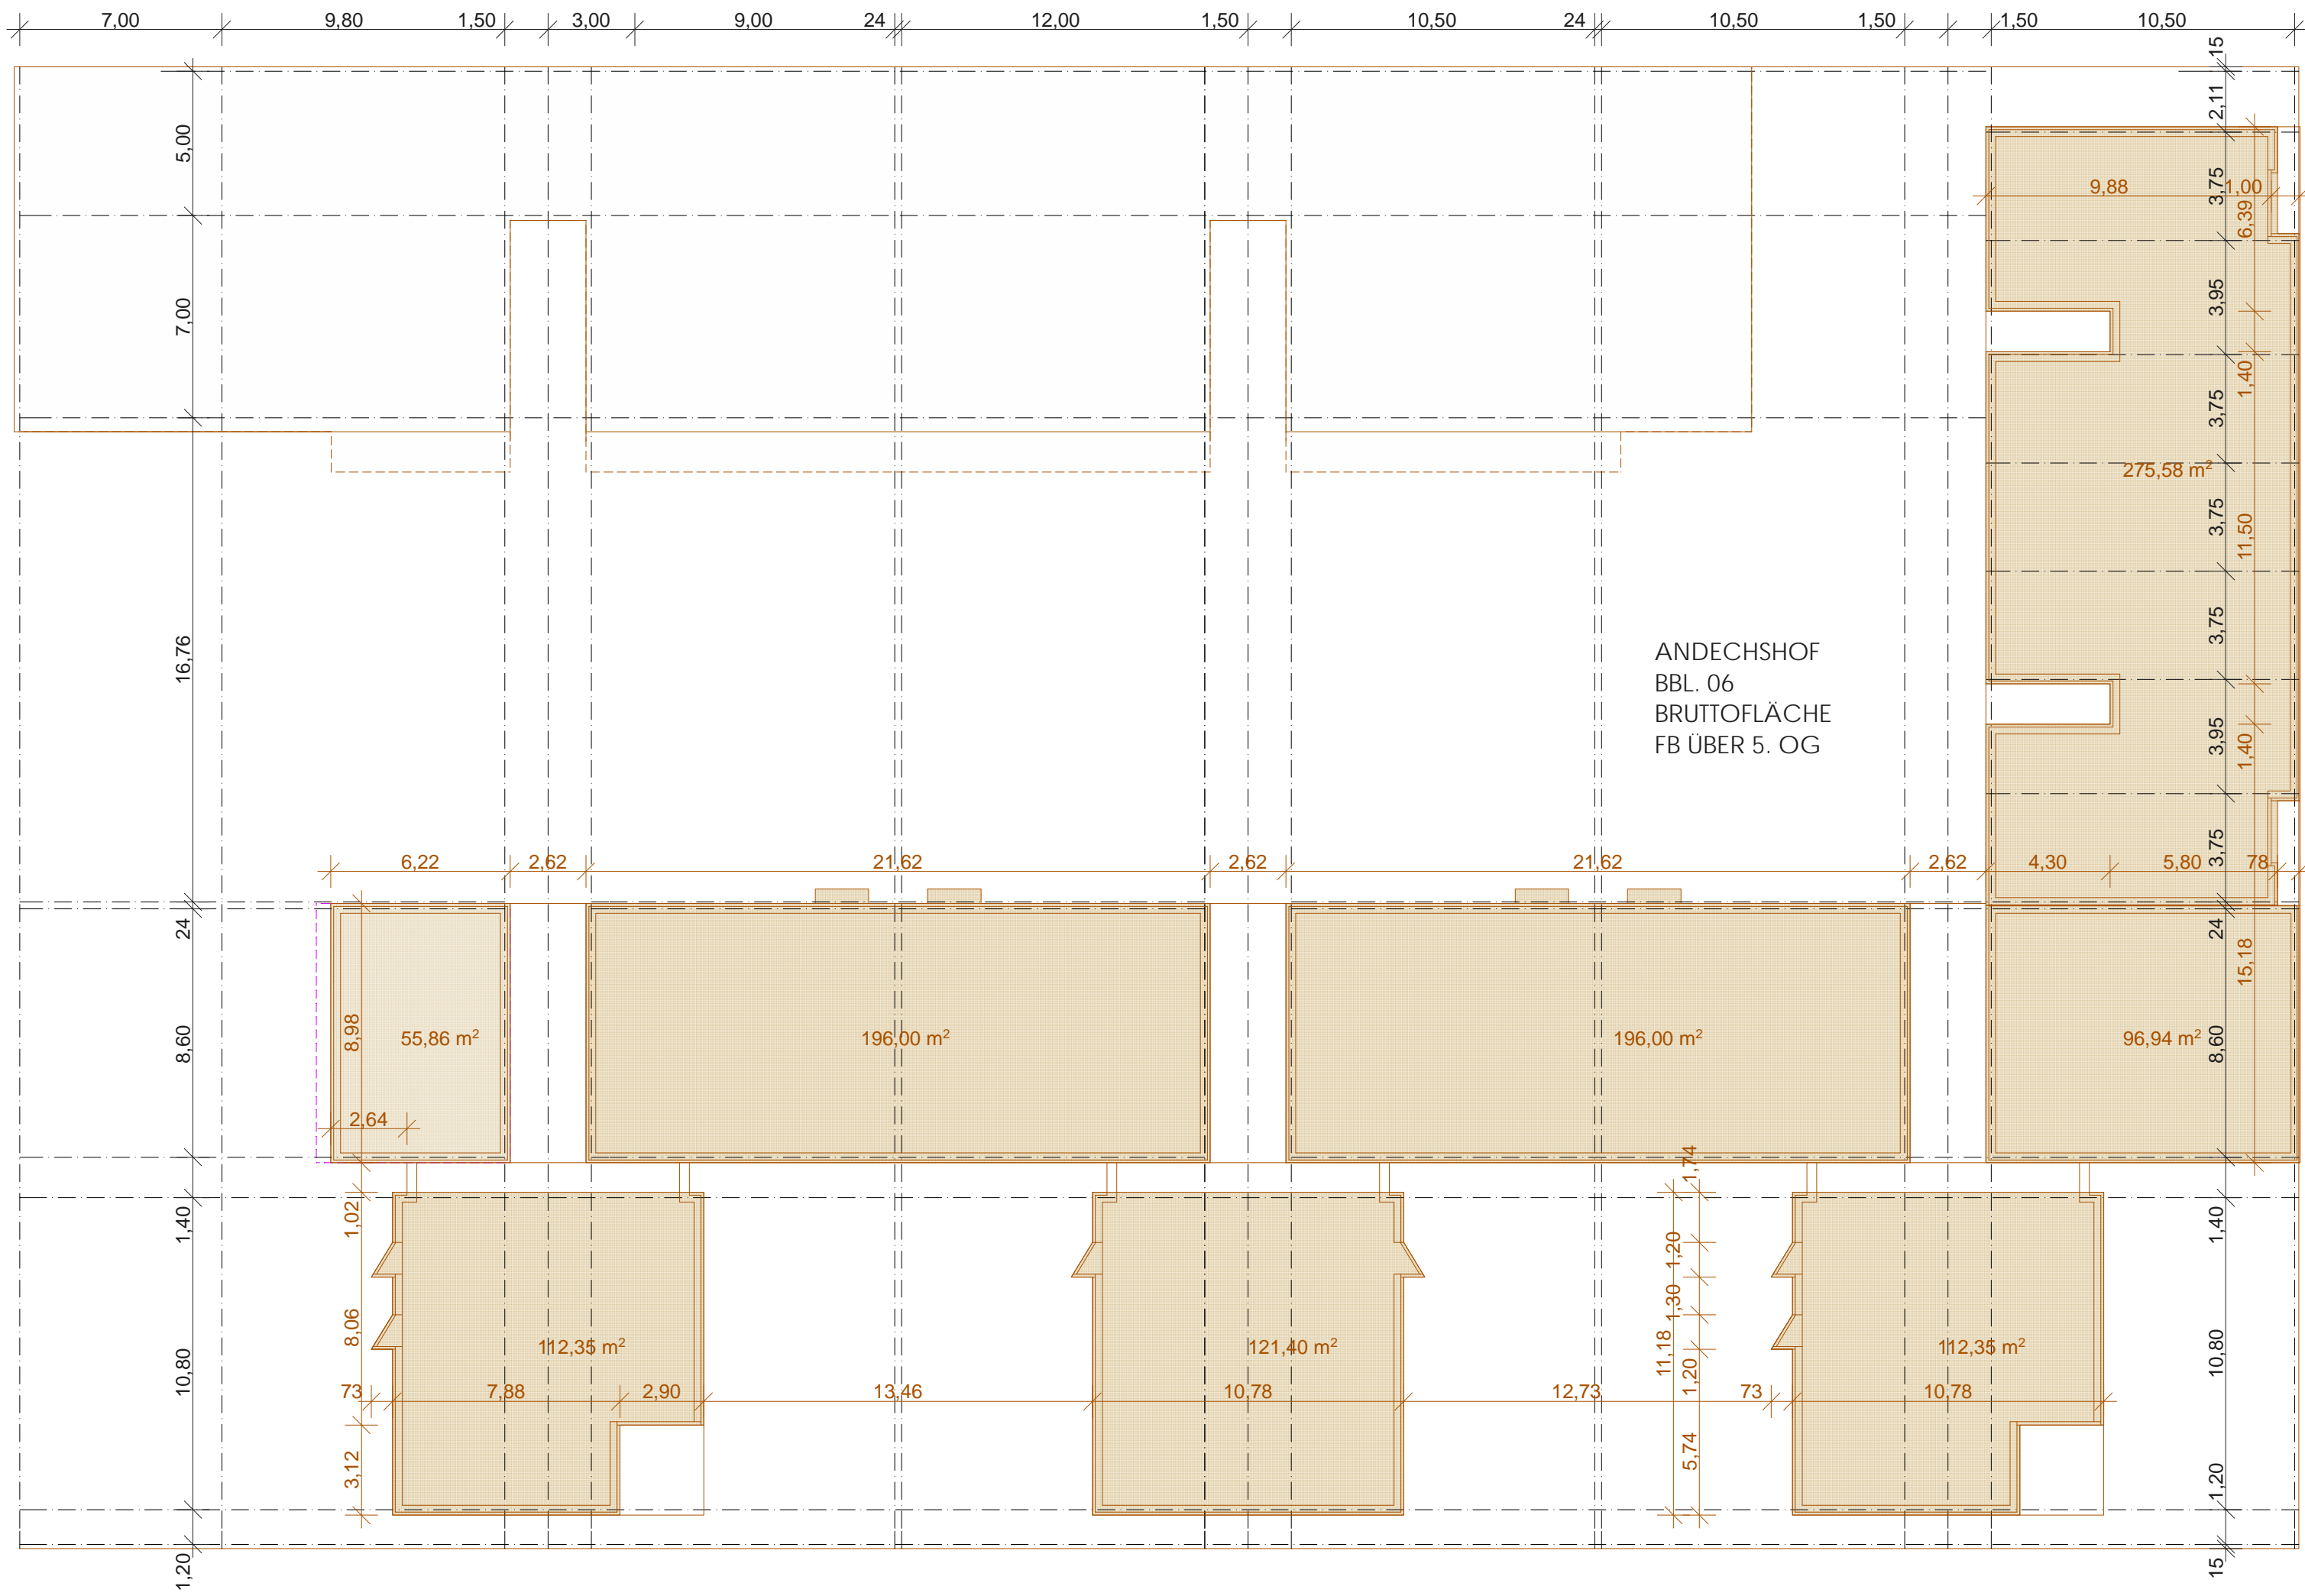 7,00 9,80 1,50 3,00 9,00 24 12,00 1,50 10,50 24 10,50 1,50 1,50 10,50
15
2,11
5,00
3,75
9,88 1,00
6,39
7,00
3,95
1,40
3,75
275,58 m²
3,75
11,50
16,76
3,75
ANDECHSHOF
BBL. 06
BRUTTOFLÄCHE
FB ÜBER 5. OG
3,95
1,40
3,75
6,22 2,62 21,62 2,62 21,62 2,62 4,30 5,80 78
24
24
15,18
8,98
8,60
55,86 m²
196,00 m²
196,00 m²
96,94 m²
8,60
2,64
1,74
1,02
1,40
1,20
1,40
1,30
8,06
112,35 m²
121,40 m²
11,18
112,35 m²
10,80
1,20
10,80
73 7,88 2,90 13,46 10,78 12,73 73 10,78
3,12
5,74
1,20
1,20
15